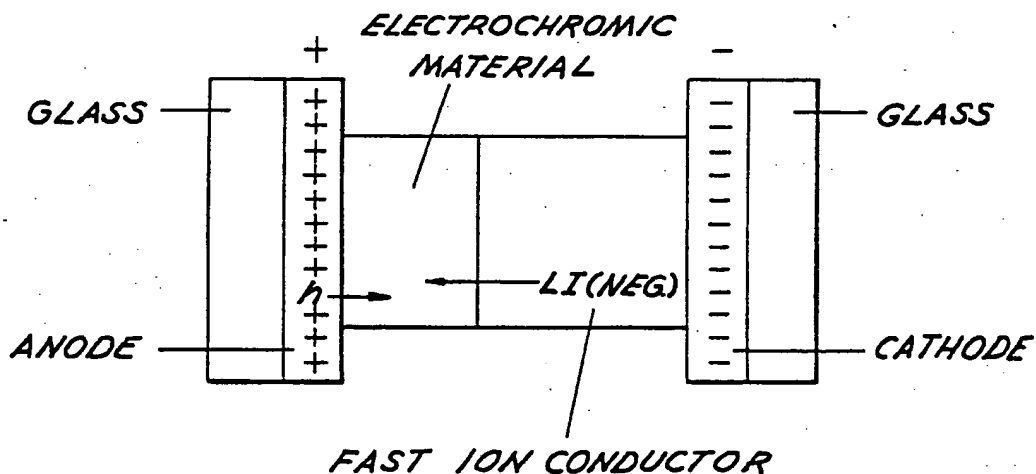 ELECTROCHROMIC
MATERIAL
+
−
GLASS
GLASS
+
+
+
+
+
+
+
+
h
+
+
+
−
−
−
−
−
−
−
−
−
−
−
−
LI(NEG.)
ANODE
CATHODE
FAST ION CONDUCTOR